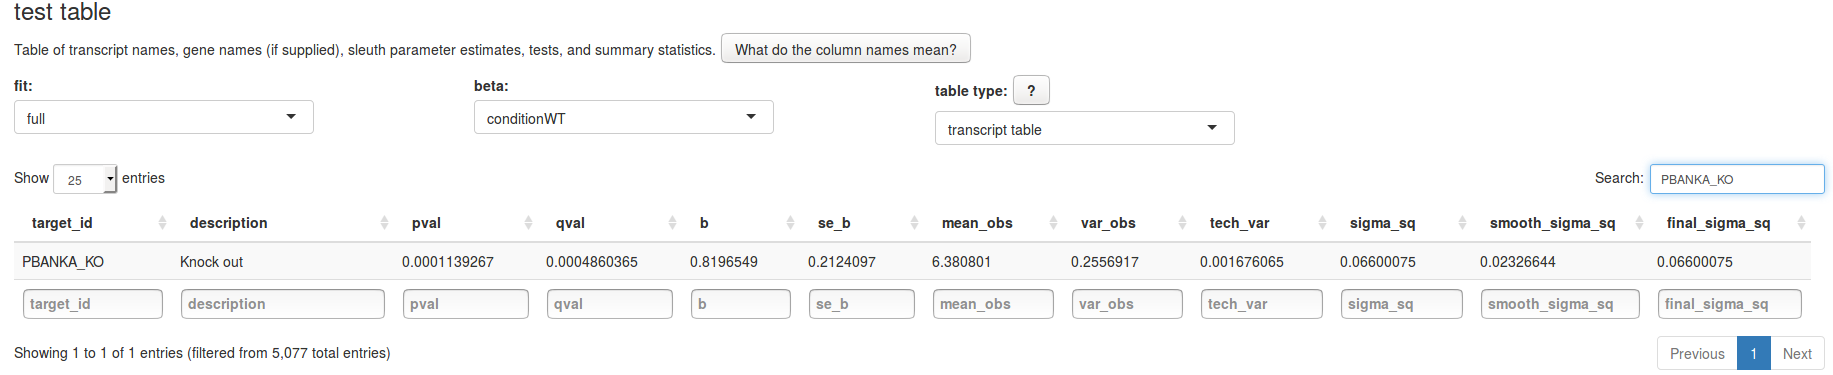 test table
Table of transcript names, gene names (if supplied), sleuth parameter estimates, tests, and summary statistics. What do the column names mean?
fit: beta: table type: ?
full conditionWT transcript table
Show 25 entries Search: PBANKA_KO
target_id description pval qval b se_b mean_obs var_obs tech_var sigma_sq smooth_sigma_sq final_sigma_sq
PBANKA_KO Knock out 0.0001139267 0.0004860365 0.8196549 0.2124097 6.380801 0.2556917 0.001676065 0.06600075 0.02326644 0.06600075
target_id description pval qval b se_b mean_obs var_obs tech_var sigma_sq smooth_sigma_sq final_sigma_sq
Showing 1 to 1 of 1 entries (filtered from 5,077 total entries) Previous 1 Next